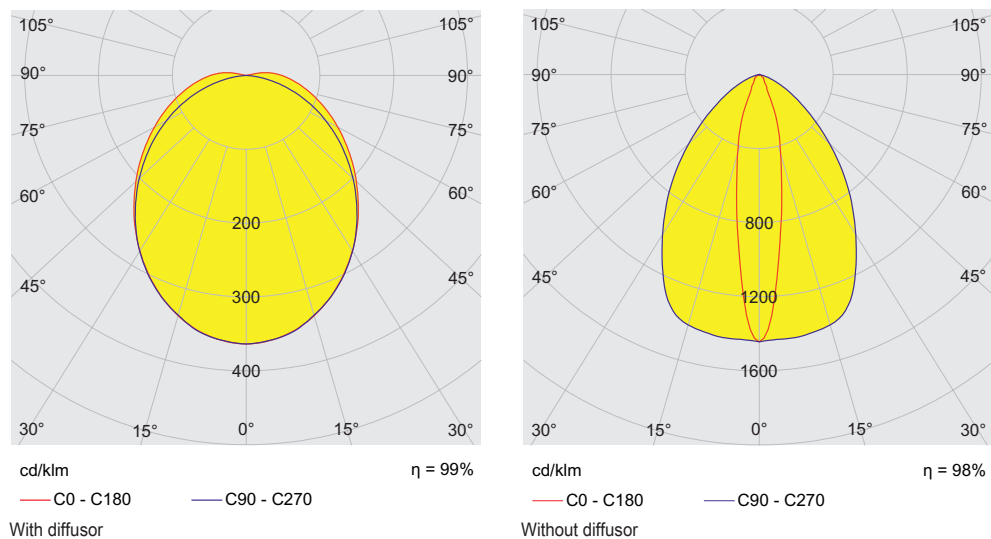 105° 105° 105° 105°
90° 90° 90° 90°
75° 75° 75° 75°
60° 60° 60° 60°
45° 45° 45° 45°
200 800
300 1200
400 1600
30° 15° 0° 15° 30° 30° 15° 0° 15° 30°
cd/klm η = 99% cd/klm η = 98%
C0 - C180 C90 - C270 C0 - C180 C90 - C270
With diffusor Without diffusor